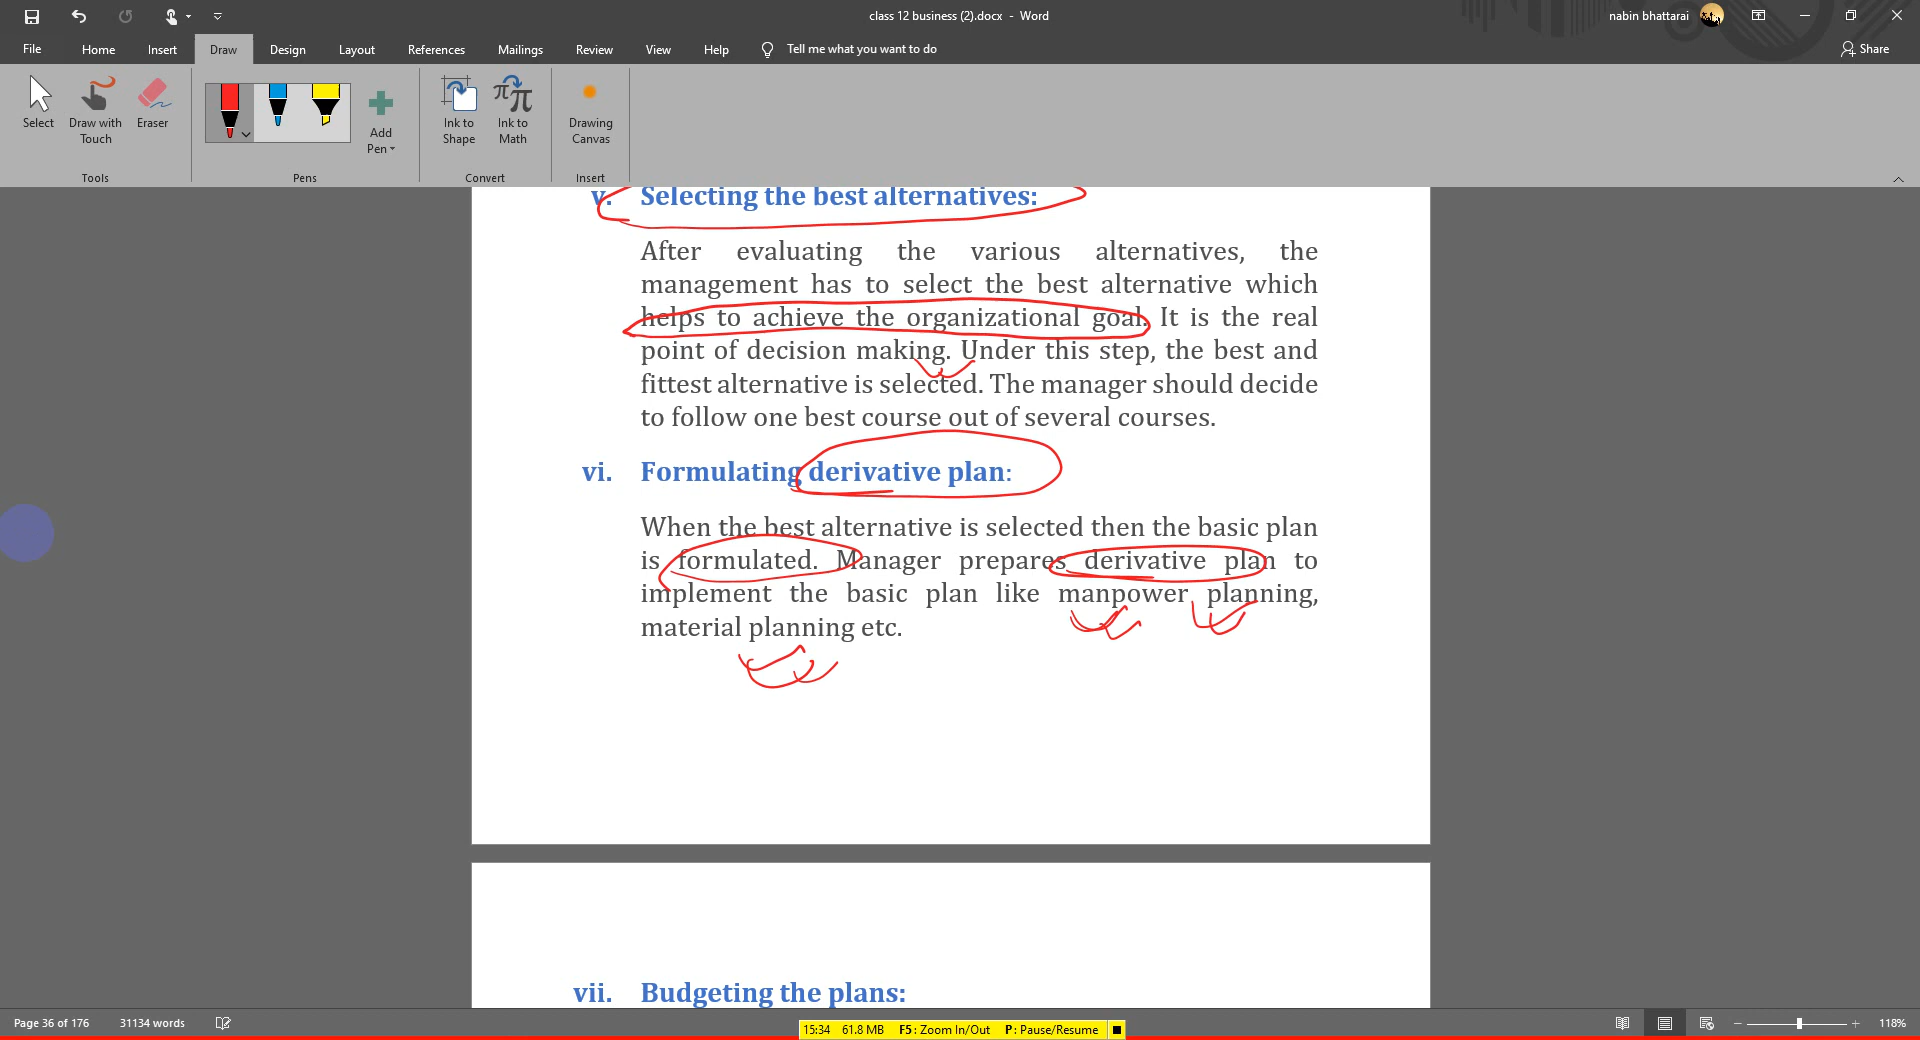 class 12 business (2).docx - Word
nabin bhattarai
File Home Insert Draw Design Layout References Mailings Review View Help Tell me what you want to do
Share
Select
Draw with Touch
Eraser
Add Pen
Ink to Shape
Ink to Math
Drawing Canvas
Tools
Pens
Convert
Insert
v. Selecting the best alternatives:
After evaluating the various alternatives, the
management has to select the best alternative which
helps to achieve the organizational goal. It is the real
point of decision making. Under this step, the best and
fittest alternative is selected. The manager should decide
to follow one best course out of several courses.
vi. Formulating derivative plan:
When the best alternative is selected then the basic plan
is formulated. Manager prepares derivative plan to
implement the basic plan like manpower planning,
material planning etc.
vii. Budgeting the plans:
Page 36 of 176 31134 words
15:34 61.8 MB F5: Zoom In/Out P: Pause/Resume
118%